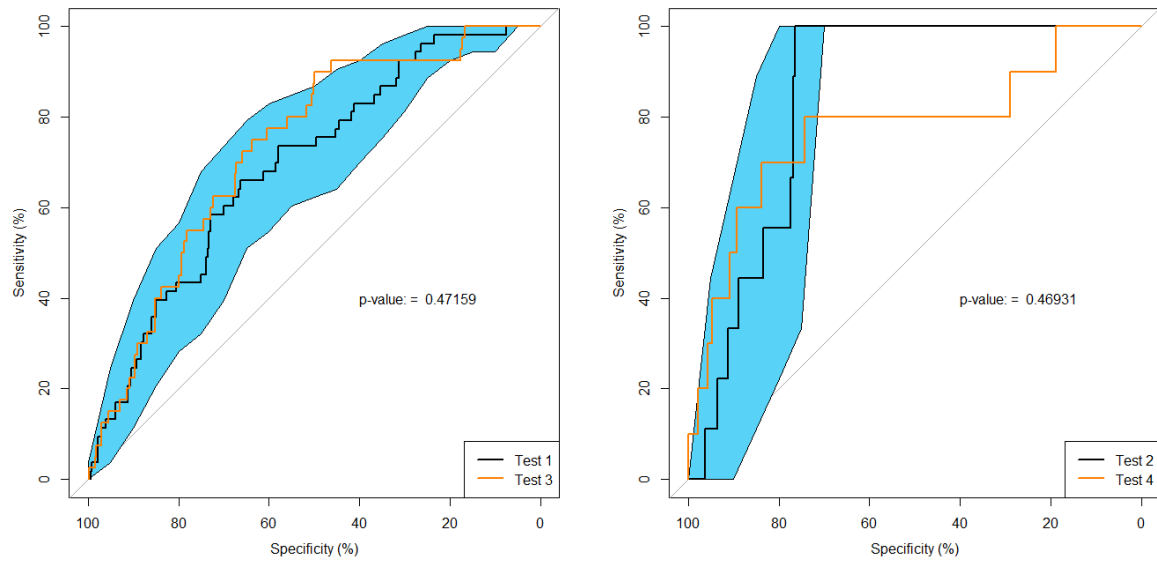 100
80
60
40
20
0
Sensitivity (%)
p-value: = 0.47159
Test 1
Test 3
100 80 60 40 20 0
Specificity (%)
100
80
60
40
20
0
Sensitivity (%)
p-value: = 0.46931
Test 2
Test 4
100 80 60 40 20 0
Specificity (%)